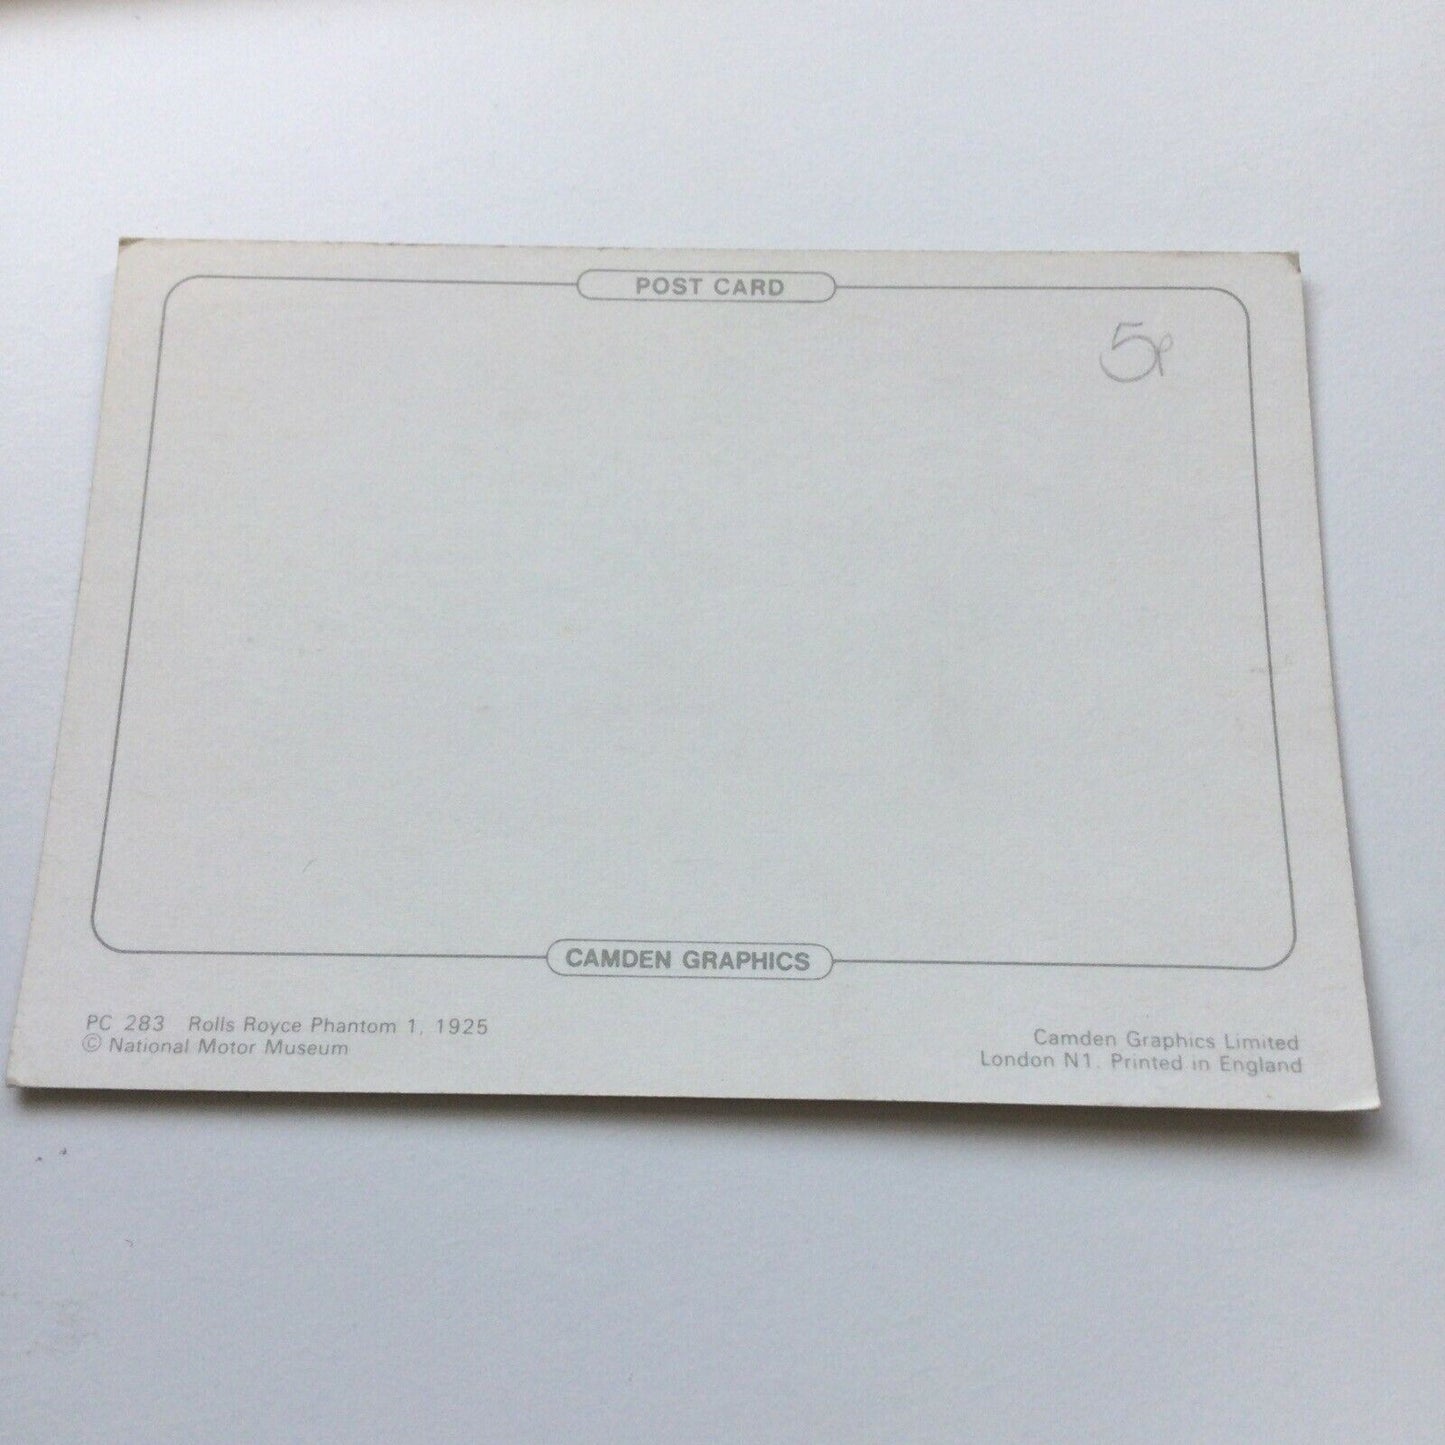 POST CARD
5p
CAMDEN GRAPHICS
PC 283 Rolls Royce Phantom 1, 1925
© National Motor Museum
Camden Graphics Limited
London N1. Printed in England